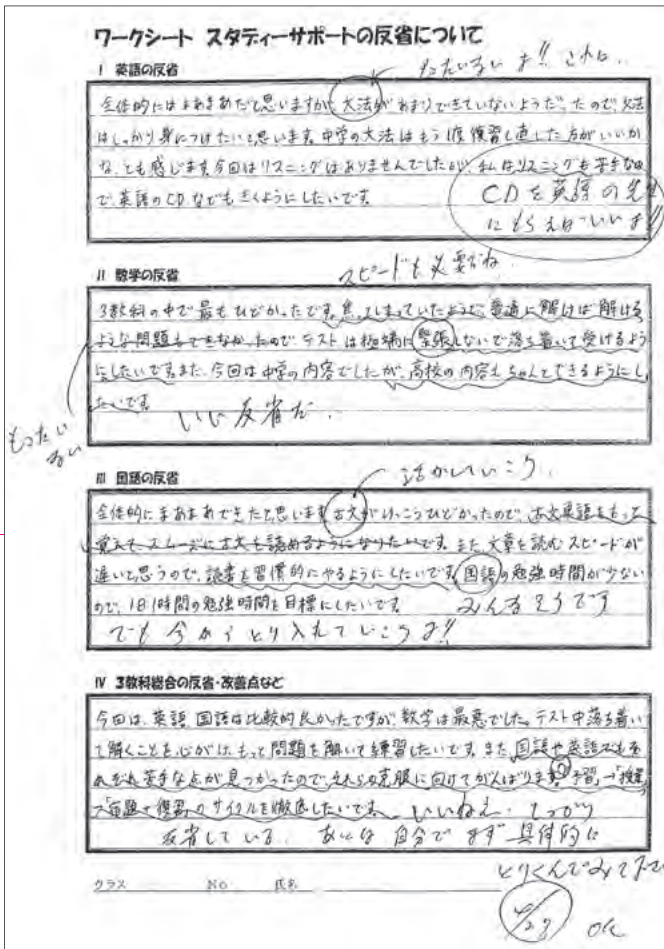 ワークシート スタディーサポートの反省について
I 英語の反省
もったいないよ!! これは..
全体的にはまあまあだと思いますが、文法があまりできていないようだったので、文法
はしっかり身につけたいと思います。中学の文法はもう1度復習し直した方がいいか
な、とも感じます。今回はリスニングはありませんでしたが、私はリスニングも苦手なの
で、英語のCDなどもきくようにしたいです。
CDを英語の先生
にもらえばいいよ!!
II 数学の反省
スピードも必要だね.
3教科の中で最もひどかったです。焦ってしまっていたようで、普通に解けば解ける
ような問題もできなかったので、テストは極端に緊張しないで落ち着いて受けるよう
にしたいです。また、今回は中学の内容でしたが、高校の内容もちゃんとできるようにし
たいです。
もったい
ない
いい反省だ.
III 国語の反省
活かしていこう.
全体的にまあまあできたと思います。古文がけっこうひどかったので、古文単語をもって
覚えて、スムーズに古文も読めるようになりたいです。また、文章を読むスピードが
遅いと思うので、読書を習慣的にやるようにしたいです。国語の勉強時間が少ない
ので、1日1時間の勉強時間を目標にしたいです。
みんなそうです
でも今からとり入れていこうよ!!
IV 3教科総合の反省・改善点など
今回は、英語、国語は比較的良かったですが、数学は最悪でした。テスト中落ち着い
て解くことを心がけ、もって問題を解いて練習したいです。また、国語や英語でもそ
れぞれ苦手な点が見つかったので、それらの克服に向けてがんばります。「予習」→「授業」
→「宿題→復習」のサイクルを徹底したいです。
いいねえ. しっかり
反省している. あとは自分でまず具体的に
とりくんでみて下さい
クラス No 氏名
OK